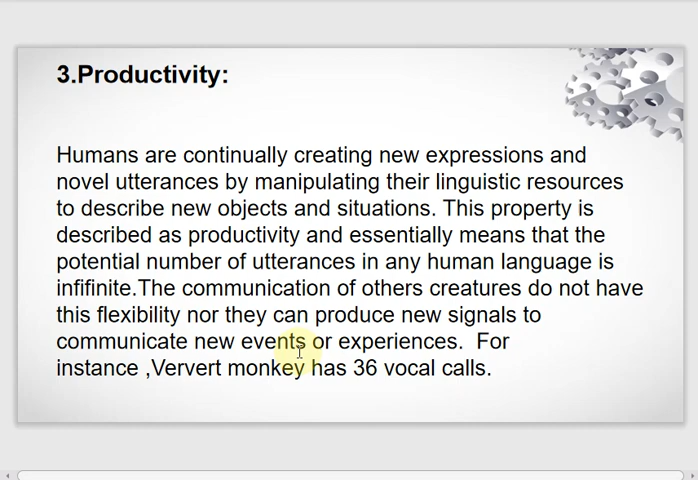 3.Productivity:
Humans are continually creating new expressions and
novel utterances by manipulating their linguistic resources
to describe new objects and situations. This property is
described as productivity and essentially means that the
potential number of utterances in any human language is
infifinite.The communication of others creatures do not have
this flexibility nor they can produce new signals to
communicate new events or experiences.  For
instance ,Ververt monkey has 36 vocal calls.